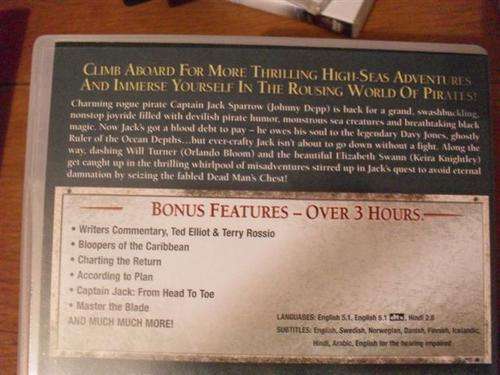 CLIMB ABOARD FOR MORE THRILLING HIGH-SEAS ADVENTURES
AND IMMERSE YOURSELF IN THE ROUSING WORLD OF PIRATES!
Charming rogue pirate Captain Jack Sparrow (Johnny Depp) is back for a grand, swashbuckling,
nonstop joyride filled with devilish pirate humor, monstrous sea creatures and breathtaking black
magic. Now Jack's got a blood debt to pay – he owes his soul to the legendary Davy Jones, ghostly
Ruler of the Ocean Depths...but ever-crafty Jack isn't about to go down without a fight. Along the
way, dashing Will Turner (Orlando Bloom) and the beautiful Elizabeth Swann (Keira Knightley)
get caught up in the thrilling whirlpool of misadventures stirred up in Jack's quest to avoid eternal
damnation by seizing the fabled Dead Man's Chest!
BONUS FEATURES – OVER 3 HOURS.
• Writers Commentary, Ted Elliot & Terry Rossio
• Bloopers of the Caribbean
• Charting the Return
• According to Plan
• Captain Jack: From Head To Toe
• Master the Blade
AND MUCH MUCH MORE!
LANGUAGES: English 5.1, English 5.1 dts, Hindi 2.0
SUBTITLES: English, Swedish, Norwegian, Danish, Finnish, Icelandic,
Hindi, Arabic, English for the hearing impaired